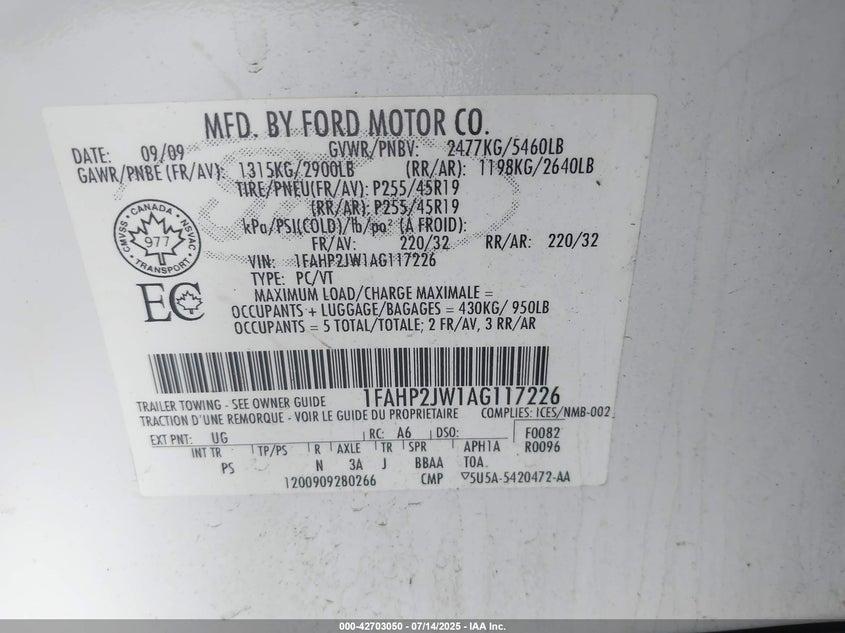 MFD. BY FORD MOTOR CO.
DATE: 09/09 GVWR/PNBV: 2477KG/5460LB
GAWR/PNBE (FR/AV): 1315KG/2900LB (RR/AR): 1198KG/2640LB
TIRE/PNEU(FR/AV): P255/45R19
(RR/AR): P255/45R19
kPa/PSI(COLD)/lb/po² (À FROID):
FR/AV: 220/32 RR/AR: 220/32
VIN: 1FAHP2JW1AG117226
TYPE: PC/VT
MAXIMUM LOAD/CHARGE MAXIMALE =
OCCUPANTS + LUGGAGE/BAGAGES = 430KG/ 950LB
OCCUPANTS = 5 TOTAL/TOTALE; 2 FR/AV, 3 RR/AR
CANADA
CMVSS 977 NSVAC
TRANSPORT
EC
1FAHP2JW1AG117226
TRAILER TOWING - SEE OWNER GUIDE
TRACTION D'UNE REMORQUE - VOIR LE GUIDE DU PROPRIETAIRE COMPLIES: ICES/NMB-002
EXT PNT: UG RC: A6 DSO: F0082
INT TR TP/PS R AXLE TR SPR APH1A R0096
PS N 3A J BBAA TOA
1200909280266 CMP ▽5U5A-5420472-AA
000-42703050 - 07/14/2025 - IAA Inc.